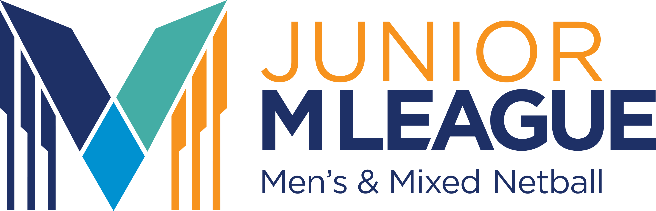 JUNIOR
M LEAGUE
Men's & Mixed Netball